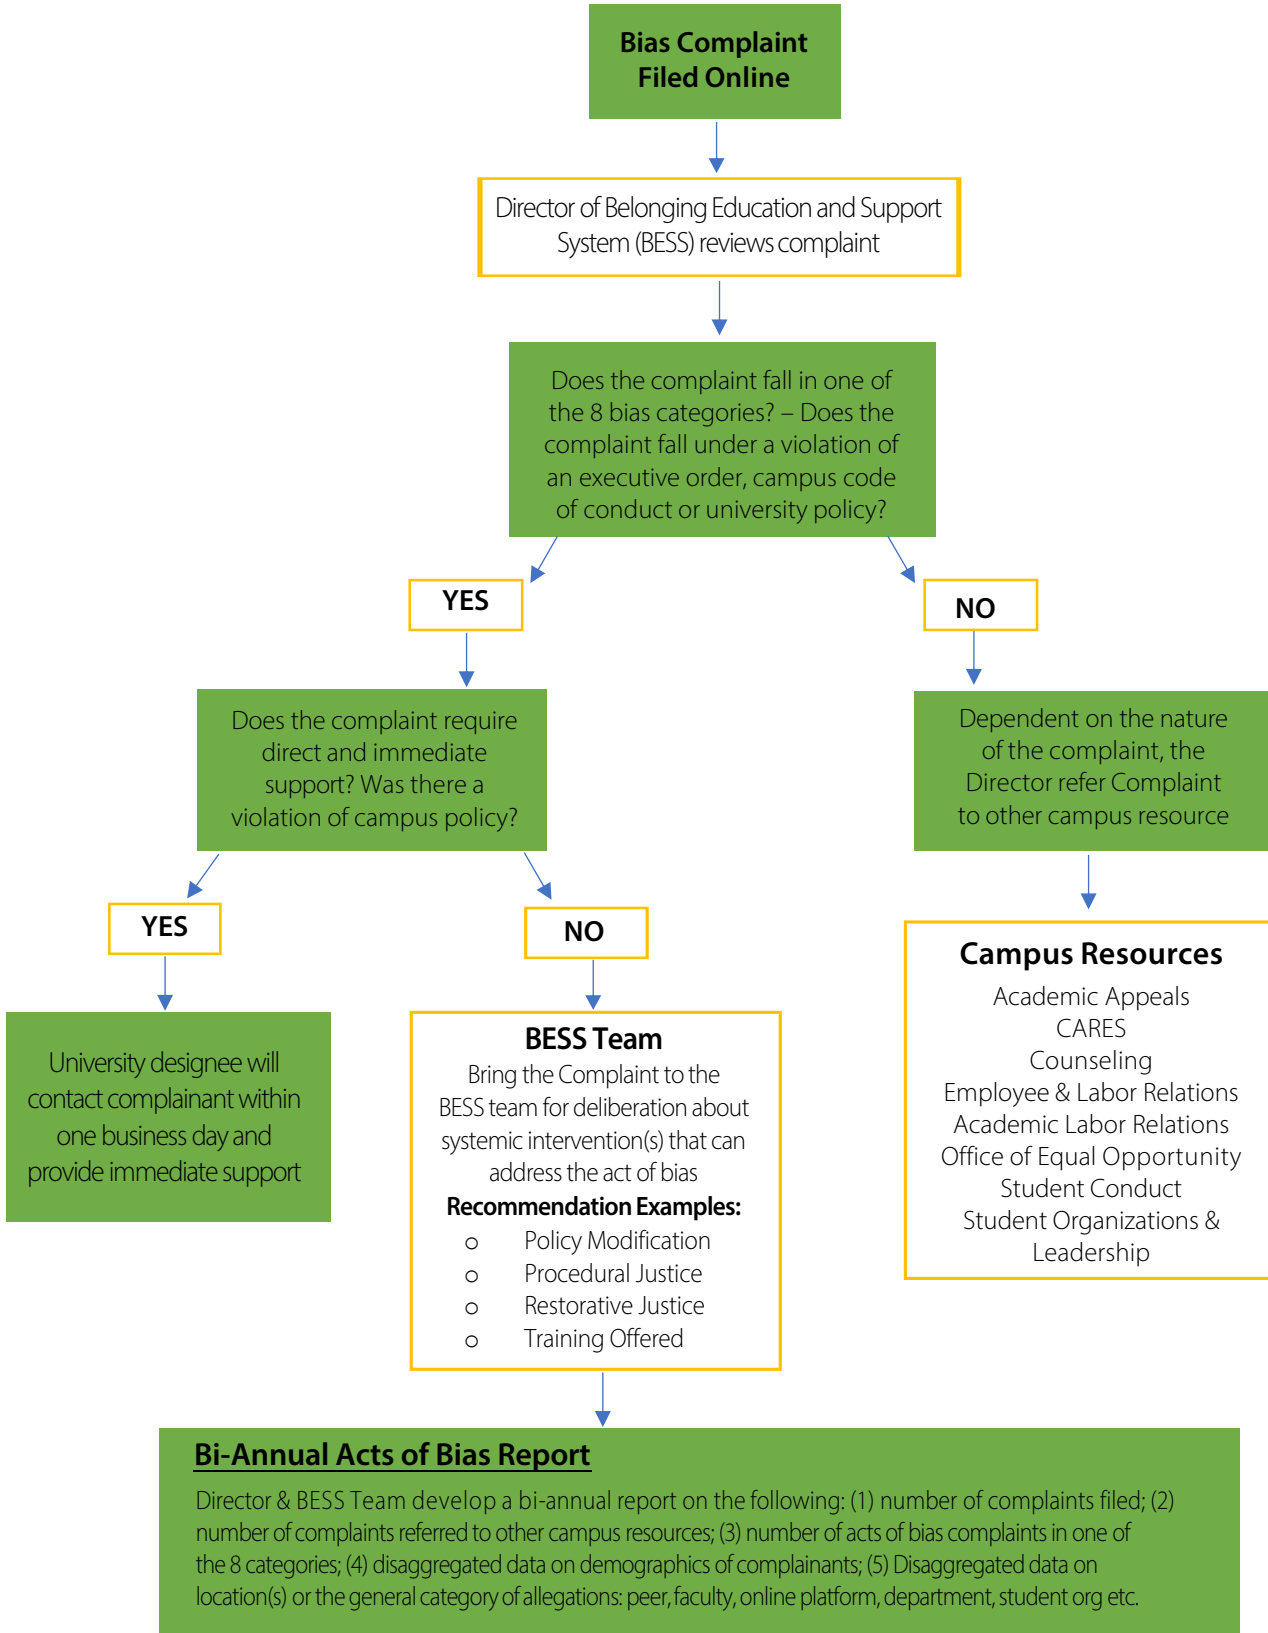 Bias Complaint
Filed Online
Director of Belonging Education and Support
System (BESS) reviews complaint
Does the complaint fall in one of
the 8 bias categories? – Does the
complaint fall under a violation of
an executive order, campus code
of conduct or university policy?
YES
NO
Does the complaint require
direct and immediate
support? Was there a
violation of campus policy?
Dependent on the nature
of the complaint, the
Director refer Complaint
to other campus resource
YES
NO
University designee will
contact complainant within
one business day and
provide immediate support
BESS Team
Bring the Complaint to the
BESS team for deliberation about
systemic intervention(s) that can
address the act of bias
Recommendation Examples:
o Policy Modification
o Procedural Justice
o Restorative Justice
o Training Offered
Campus Resources
Academic Appeals
CARES
Counseling
Employee & Labor Relations
Academic Labor Relations
Office of Equal Opportunity
Student Conduct
Student Organizations &
Leadership
Bi-Annual Acts of Bias Report
Director & BESS Team develop a bi-annual report on the following: (1) number of complaints filed; (2)
number of complaints referred to other campus resources; (3) number of acts of bias complaints in one of
the 8 categories; (4) disaggregated data on demographics of complainants; (5) Disaggregated data on
location(s) or the general category of allegations: peer, faculty, online platform, department, student org etc.